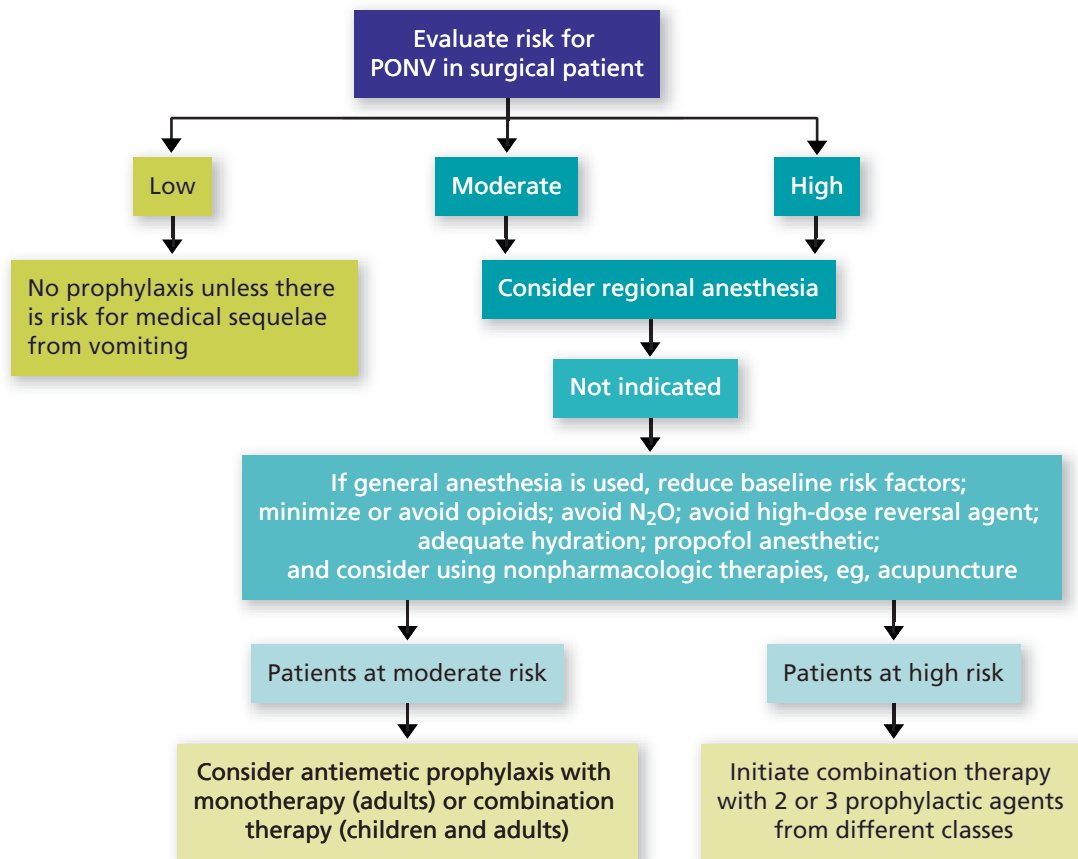 Evaluate risk for
PONV in surgical patient
Low
Moderate
High
No prophylaxis unless there
is risk for medical sequelae
from vomiting
Consider regional anesthesia
Not indicated
If general anesthesia is used, reduce baseline risk factors;
minimize or avoid opioids; avoid N₂O; avoid high-dose reversal agent;
adequate hydration; propofol anesthetic;
and consider using nonpharmacologic therapies, eg, acupuncture
Patients at moderate risk
Patients at high risk
Consider antiemetic prophylaxis with
monotherapy (adults) or combination
therapy (children and adults)
Initiate combination therapy
with 2 or 3 prophylactic agents
from different classes